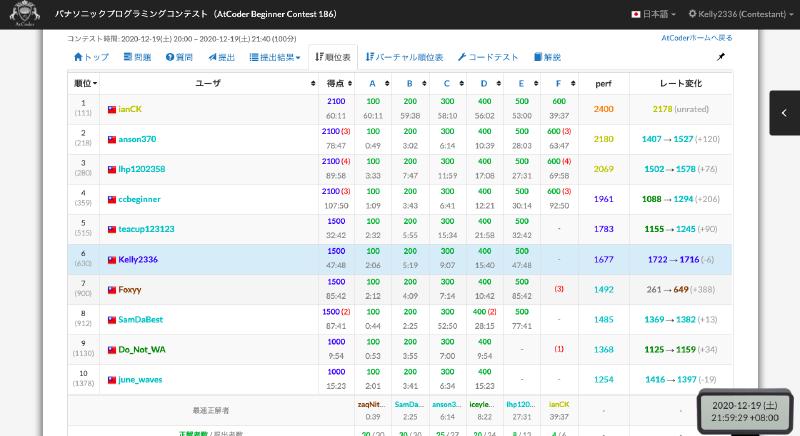 AtCoder パナソニックプログラミングコンテスト（AtCoder Beginner Contest 186） 日本語 Kelly2336 (Contestant)
コンテスト時間: 2020-12-19(土) 20:00 ~ 2020-12-19(土) 21:40 (100分) AtCoderホームへ戻る
トップ 問題 質問 提出 提出結果 順位表 バーチャル順位表 コードテスト 解説
順位 ユーザ 得点 A B C D E F perf レート変化
1 ianCK 2100 100 200 300 400 500 600 2400 2178 (unrated)
(111) 60:11 60:11 59:38 58:10 56:02 53:00 39:37
2 anson370 2100 (3) 100 200 300 400 500 600 (3) 2180 1407 → 1527 (+120)
(218) 78:47 0:49 3:02 6:14 10:39 28:03 63:47
3 lhp1202358 2100 (4) 100 200 300 400 500 600 (4) 2069 1502 → 1578 (+76)
(280) 89:58 3:33 7:47 11:59 17:08 27:31 69:58
4 ccbeginner 2100 (3) 100 200 300 400 500 600 (3) 1961 1088 → 1294 (+206)
(359) 107:50 1:09 3:43 6:41 12:21 30:14 92:50
5 teacup123123 1500 100 200 300 400 500 - 1783 1155 → 1245 (+90)
(515) 32:42 2:32 5:55 15:34 21:58 32:42
6 Kelly2336 1500 100 200 300 400 500 - 1677 1722 → 1716 (-6)
(630) 47:48 2:06 5:19 9:07 15:40 47:48
7 Foxyy 1500 100 200 300 400 500 (3) 1492 261 → 649 (+388)
(900) 85:42 2:12 4:09 7:14 10:42 85:42
8 SamDaBest 1500 (2) 100 200 300 400 (2) 500 - 1485 1369 → 1382 (+13)
(912) 87:41 0:44 2:25 52:50 28:15 77:41
9 Do_Not_WA 1000 100 200 300 400 - (1) 1368 1125 → 1159 (+34)
(1130) 9:54 0:53 3:55 7:00 9:54
10 june_waves 1000 100 200 300 400 - - 1254 1416 → 1397 (-19)
(1378) 15:23 2:01 3:41 6:34 15:23
最速正解者 zaqNit... SamDa... anson3... iceyle... lhp120... ianCK - -
0:39 2:25 6:14 8:22 27:31 39:37
正解者数 / 提出者数
2020-12-19 (土)
21:59:29 +08:00